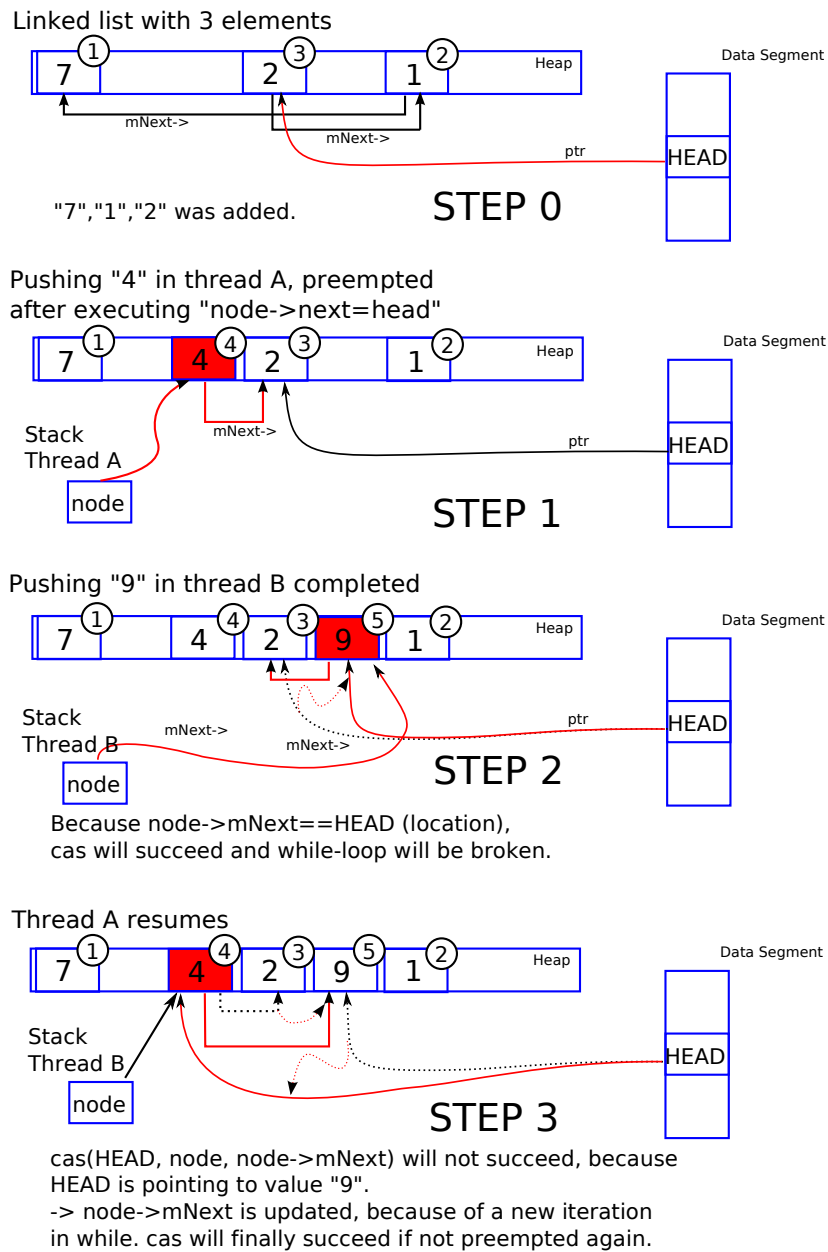 Linked list with 3 elements
7 1 2 3 1 2 Heap
Data Segment
mNext->
mNext->
ptr
HEAD
"7","1","2" was added.
STEP 0
Pushing "4" in thread A, preempted
after executing "node->next=head"
7 1 4 4 2 3 1 2 Heap
Data Segment
mNext->
ptr
HEAD
Stack
Thread A
node
STEP 1
Pushing "9" in thread B completed
7 1 4 4 2 3 9 5 1 2 Heap
Data Segment
Stack
Thread B
mNext->
mNext->
ptr
HEAD
node
STEP 2
Because node->mNext==HEAD (location),
cas will succeed and while-loop will be broken.
Thread A resumes
7 1 4 4 2 3 9 5 1 2 Heap
Data Segment
Stack
Thread B
HEAD
node
STEP 3
cas(HEAD, node, node->mNext) will not succeed, because
HEAD is pointing to value "9".
-> node->mNext is updated, because of a new iteration
in while. cas will finally succeed if not preempted again.